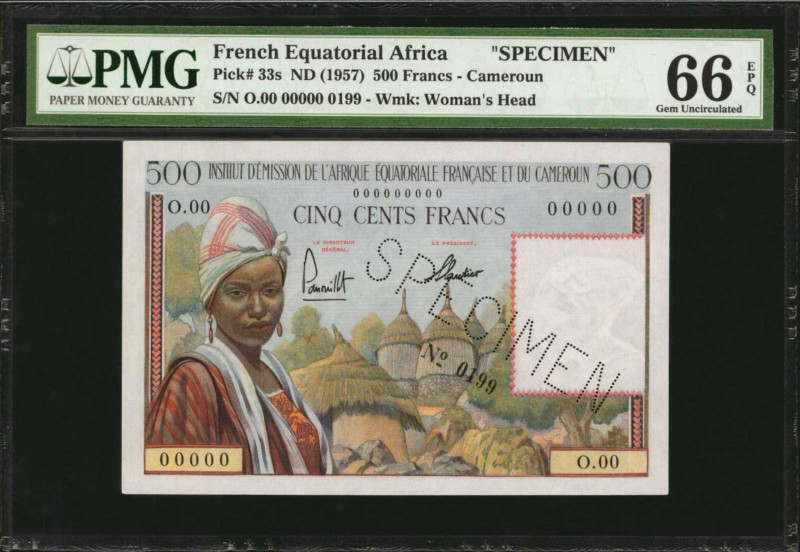 PMG
PAPER MONEY GUARANTY
French Equatorial Africa "SPECIMEN"
Pick# 33s ND (1957) 500 Francs - Cameroun
S/N O.00 00000 0199 - Wmk: Woman's Head
66 EPQ
Gem Uncirculated
500 INSTITUT D'ÉMISSION DE L'AFRIQUE ÉQUATORIALE FRANÇAISE ET DU CAMEROUN 500
000000000
O.00 CINQ CENTS FRANCS 00000
LE DIRECTEUR
GÉNÉRAL,
LE PRÉSIDENT,
SPECIMEN
No 0199
00000 O.00